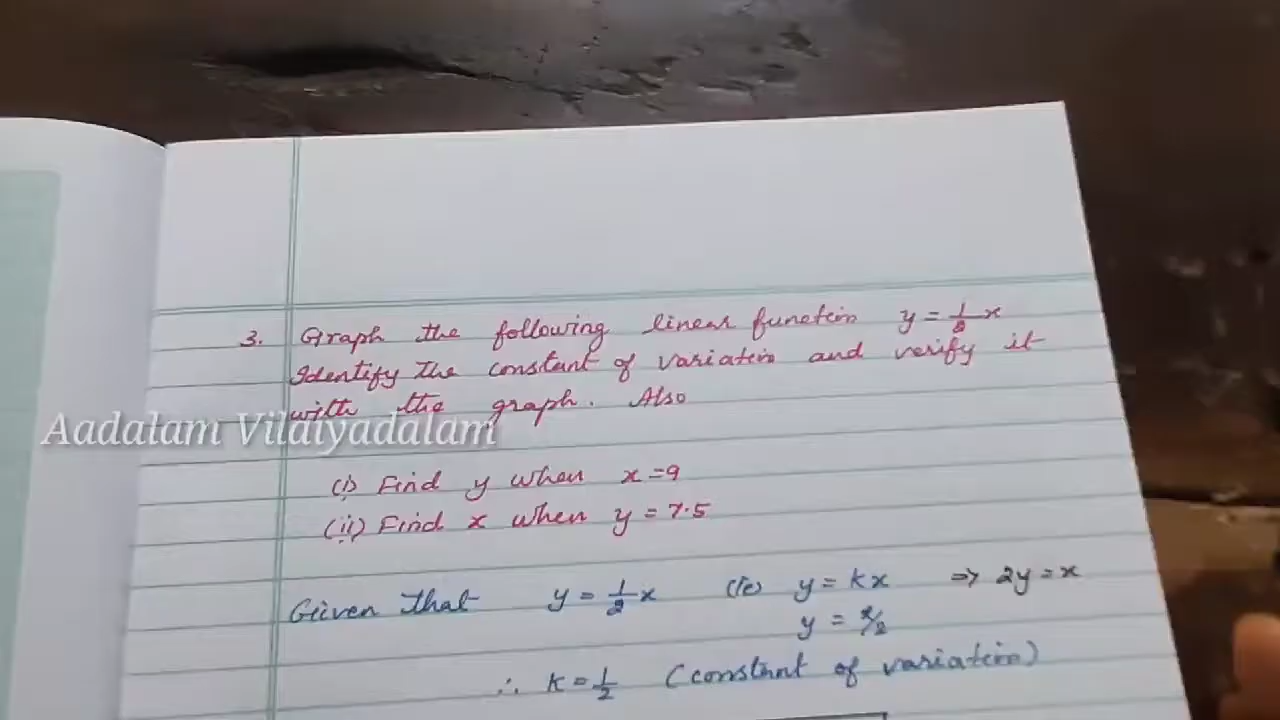 3. Graph the following linear function y = 1/2 x
Identify the constant of variation and verify it
with the graph. Also
Aadalam Vilaiyadalam
(i) Find y when x = 9
(ii) Find x when y = 7.5
Given that y = 1/2 x (ie) y = kx ⇒ 2y = x
y = x/2
∴ k = 1/2 (constant of variation)